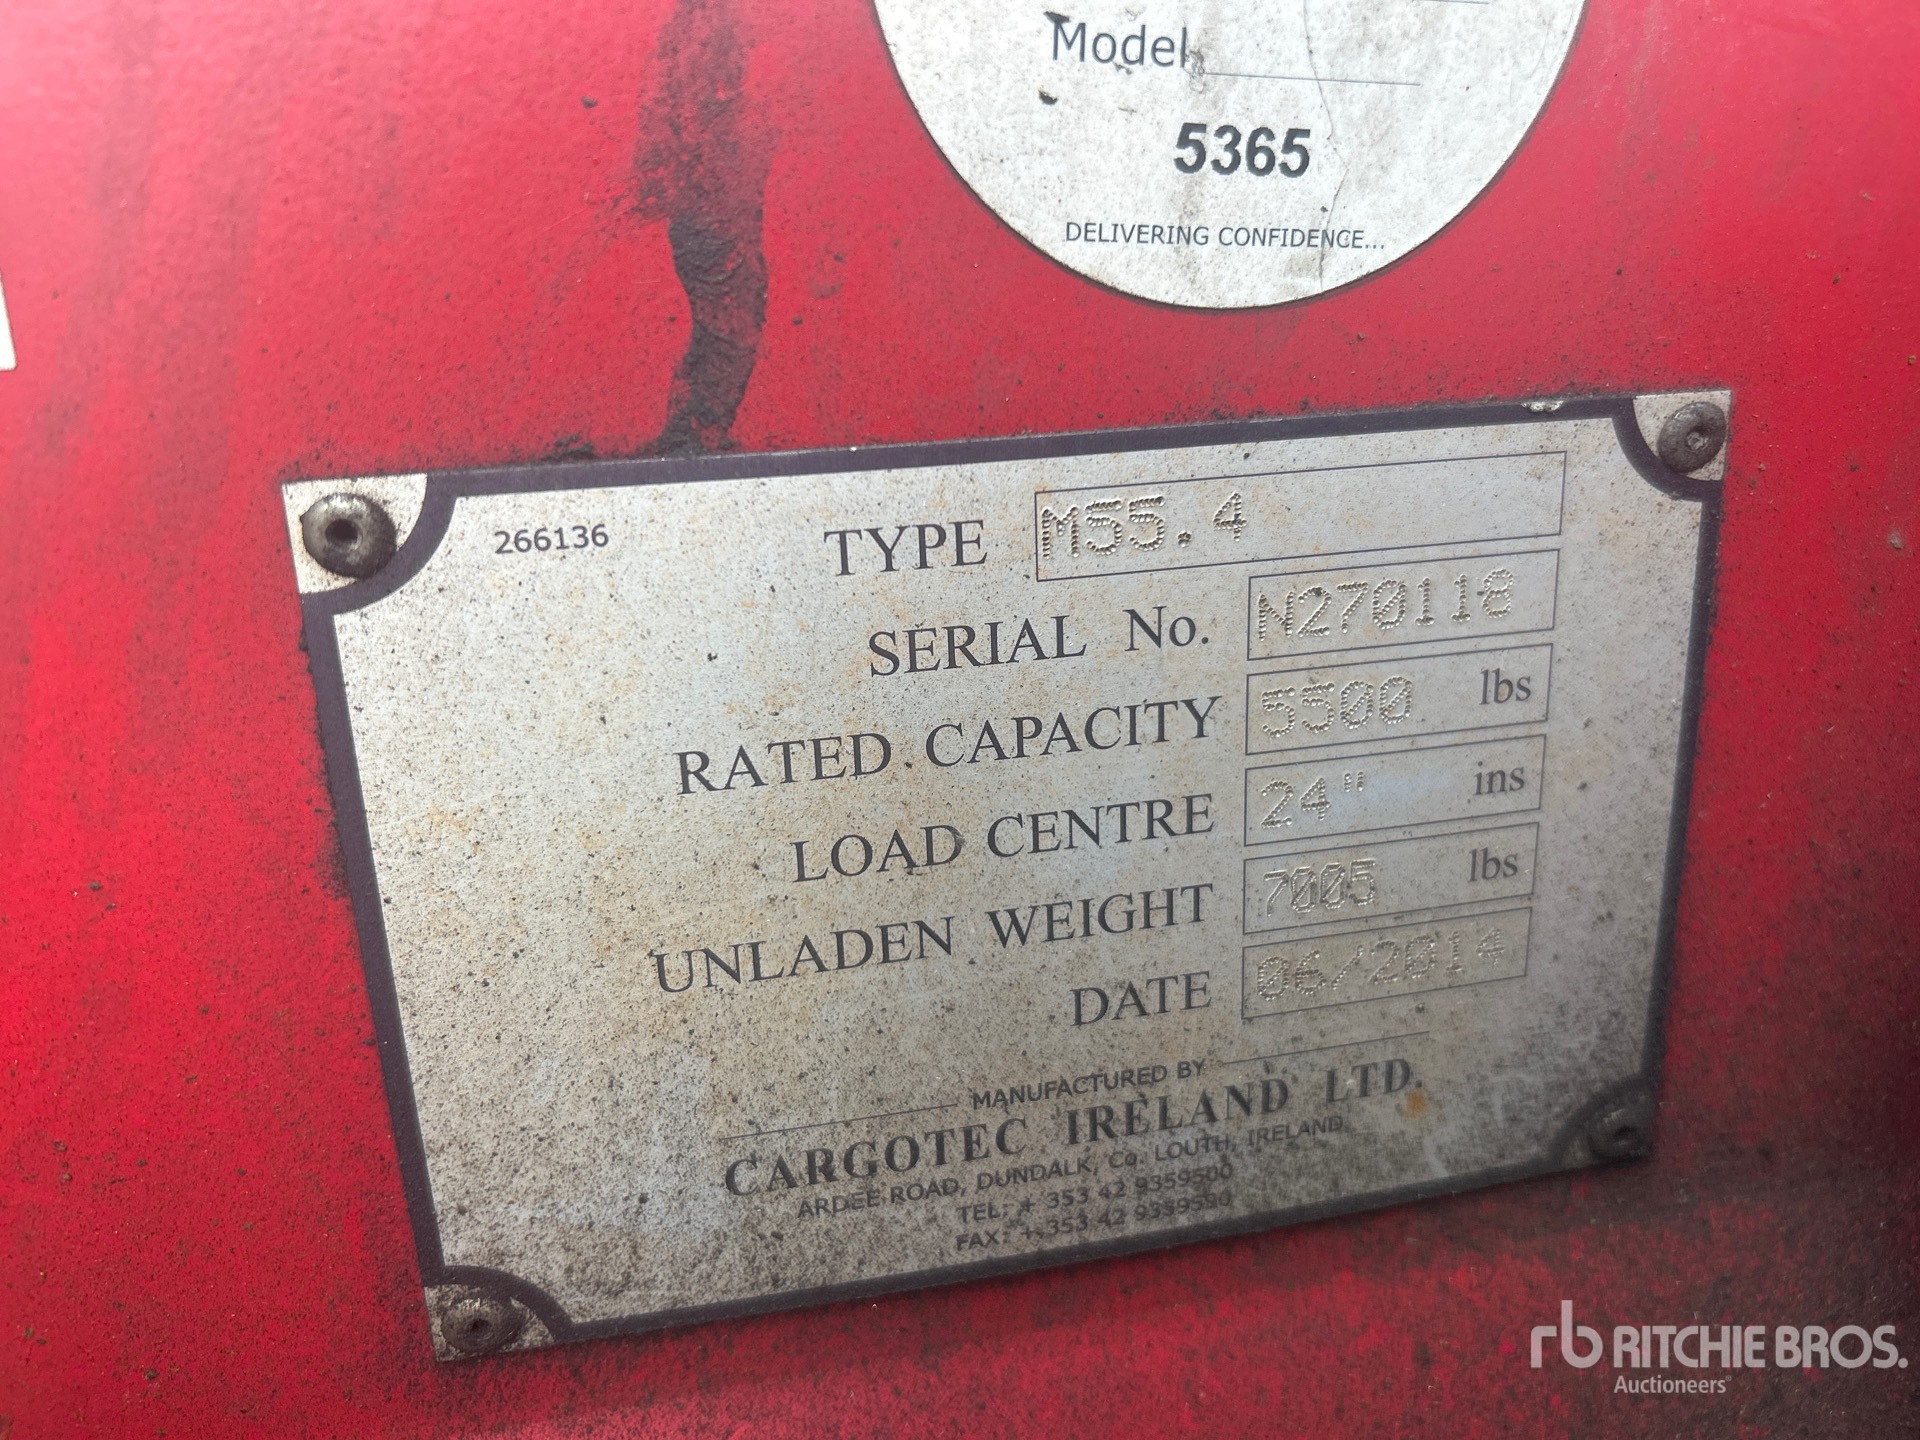 Model
5365
DELIVERING CONFIDENCE...
266136
TYPE M55.4
SERIAL No. N270118
RATED CAPACITY 5500 lbs
LOAD CENTRE 24" ins
UNLADEN WEIGHT 7005 lbs
DATE 06/2014
MANUFACTURED BY
CARGOTEC IRELAND LTD.
ARDEE ROAD, DUNDALK, Co. LOUTH, IRELAND.
TEL: + 353 42 9359500
FAX: + 353 42 9359590
rb RITCHIE BROS.
Auctioneers